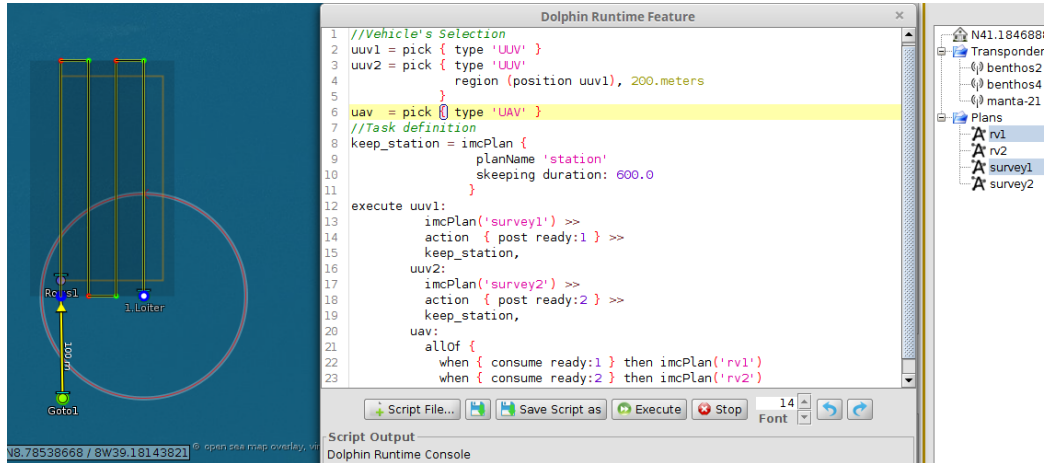 Rows1
1.Loiter
100 m
Goto1
© open sea map overlay,
N8.78538668 / 8W39.18143821
Dolphin Runtime Feature ×
1 //Vehicle's Selection
2 uuv1 = pick { type 'UUV' }
3 uuv2 = pick { type 'UUV'
4 region (position uuv1), 200.meters
5 }
6 uav = pick { type 'UAV' }
7 //Task definition
8 keep_station = imcPlan {
9 planName 'station'
10 skeeping duration: 600.0
11 }
12 execute uuv1:
13 imcPlan('survey1') >>
14 action { post ready:1 } >>
15 keep_station,
16 uuv2:
17 imcPlan('survey2') >>
18 action { post ready:2 } >>
19 keep_station,
20 uav:
21 allOf {
22 when { consume ready:1 } then imcPlan('rv1')
23 when { consume ready:2 } then imcPlan('rv2')
Script File...
Save Script as
Execute
Stop
14
Font
Script Output
Dolphin Runtime Console
N41.1846888
Transponder
benthos2
benthos4
manta-21
Plans
rv1
rv2
survey1
survey2